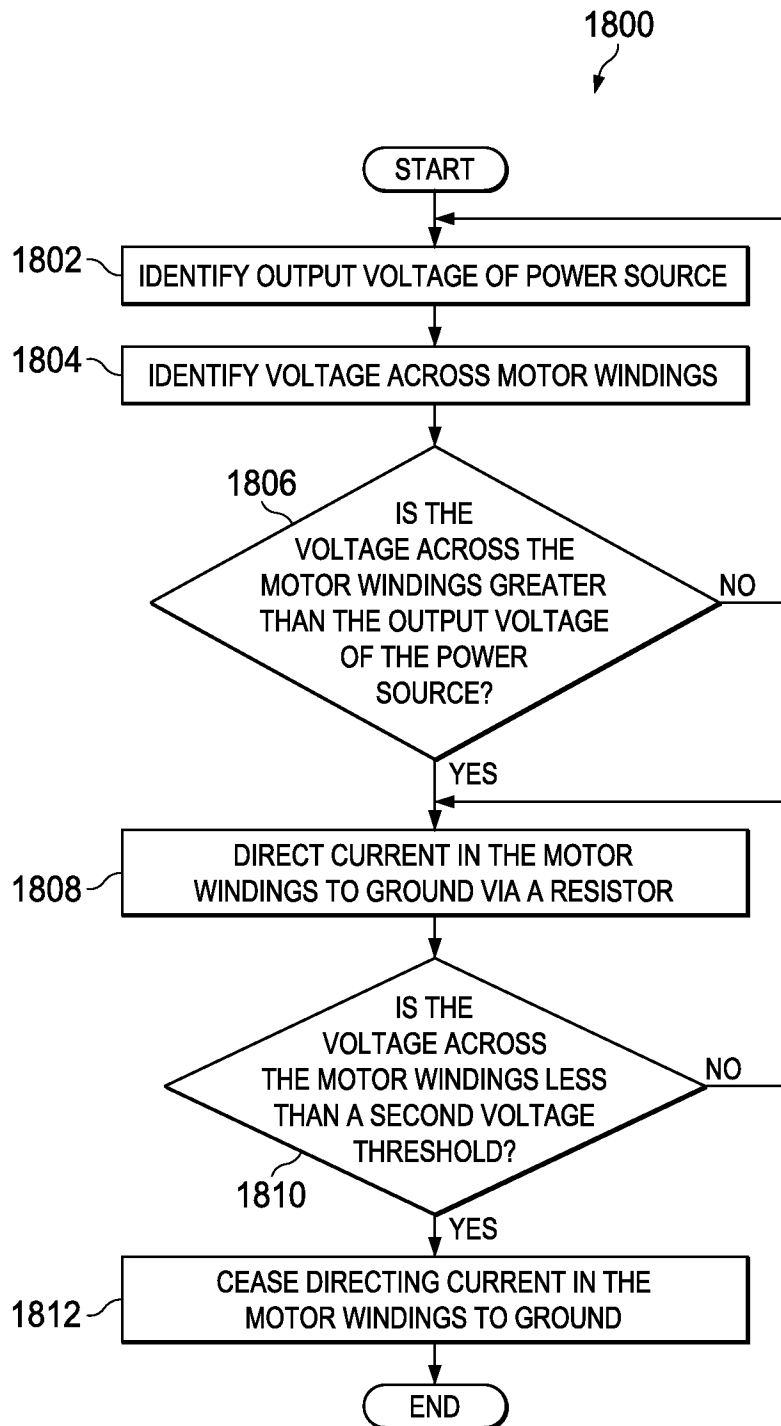 1800
START
1802
IDENTIFY OUTPUT VOLTAGE OF POWER SOURCE
1804
IDENTIFY VOLTAGE ACROSS MOTOR WINDINGS
1806
IS THE
VOLTAGE ACROSS THE
MOTOR WINDINGS GREATER
THAN THE OUTPUT VOLTAGE
OF THE POWER
SOURCE?
NO
YES
1808
DIRECT CURRENT IN THE MOTOR
WINDINGS TO GROUND VIA A RESISTOR
IS THE
VOLTAGE ACROSS
THE MOTOR WINDINGS LESS
THAN A SECOND VOLTAGE
THRESHOLD?
NO
1810
YES
1812
CEASE DIRECTING CURRENT IN THE
MOTOR WINDINGS TO GROUND
END